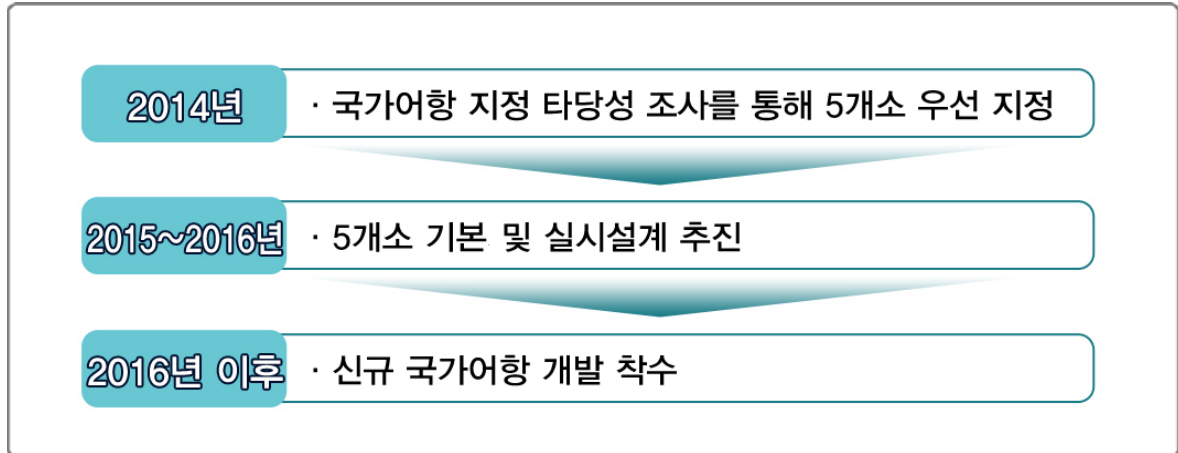 2014년 · 국가어항 지정 타당성 조사를 통해 5개소 우선 지정
2015~2016년 · 5개소 기본 및 실시설계 추진
2016년 이후 · 신규 국가어항 개발 착수